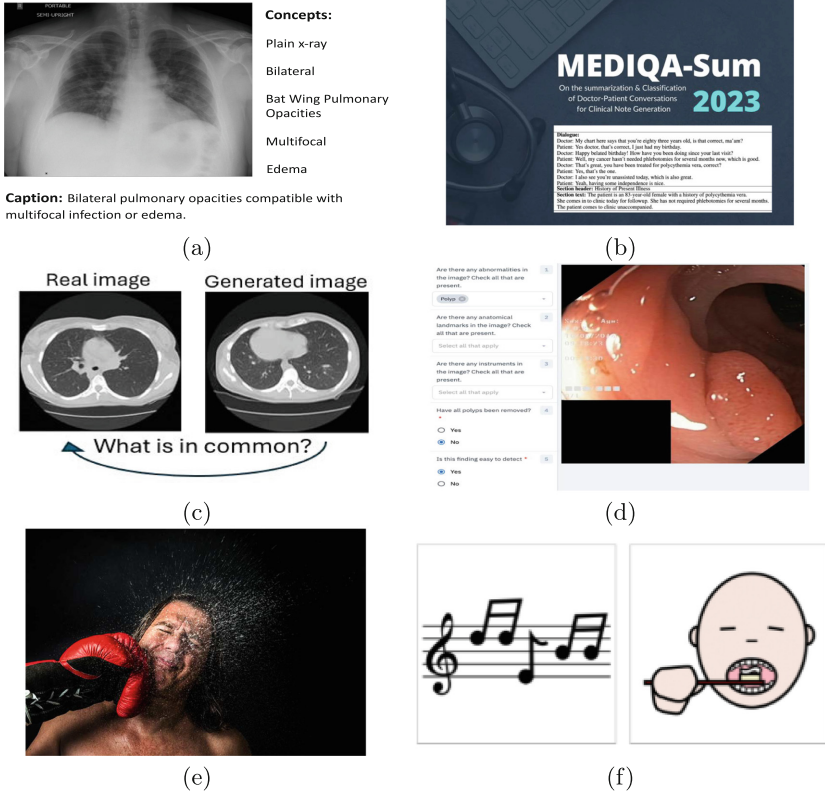 PORTABLE
SEMI-UPRIGHT
Concepts:
Plain x-ray
Bilateral
Bat Wing Pulmonary
Opacities
Multifocal
Edema
Caption: Bilateral pulmonary opacities compatible with
multifocal infection or edema.
(a)
MEDIQA-Sum
On the summarization & Classification
of Doctor-Patient Conversations
for Clinical Note Generation
2023
Dialogue:
Doctor: My chart here says that you're eighty three years old, is that correct, ma'am?
Patient: Yes doctor, that's correct, I just had my birthday.
Doctor: Happy belated birthday! How have you been doing since your last visit?
Patient: Well, my cancer hasn't needed phlebotomies for several months now, which is good.
Doctor: That's great, you have been treated for polycythemia vera, correct?
Patient: Yes, that's the one.
Doctor: I also see you're unassisted today, which is also great.
Patient: Yeah, having some independence is nice.
Section header: History of Present Illness
Section text: The patient is an 83-year-old female with a history of polycythemia vera.
She comes in to clinic today for followup. She has not required phlebotomies for several months.
The patient comes to clinic unaccompanied.
(b)
Real image
Generated image
What is in common?
(c)
Are there any abnormalities in
the image? Check all that are
present.
1
Polyp
Are there any anatomical
landmarks in the image? Check
all that are present.
2
Select all that apply
Are there any instruments in
the image? Check all that are
present.
3
Select all that apply
Have all polyps been removed?
*
4
Yes
No
Is this finding easy to detect *
5
Yes
No
Age:
(d)
(e)
(f)